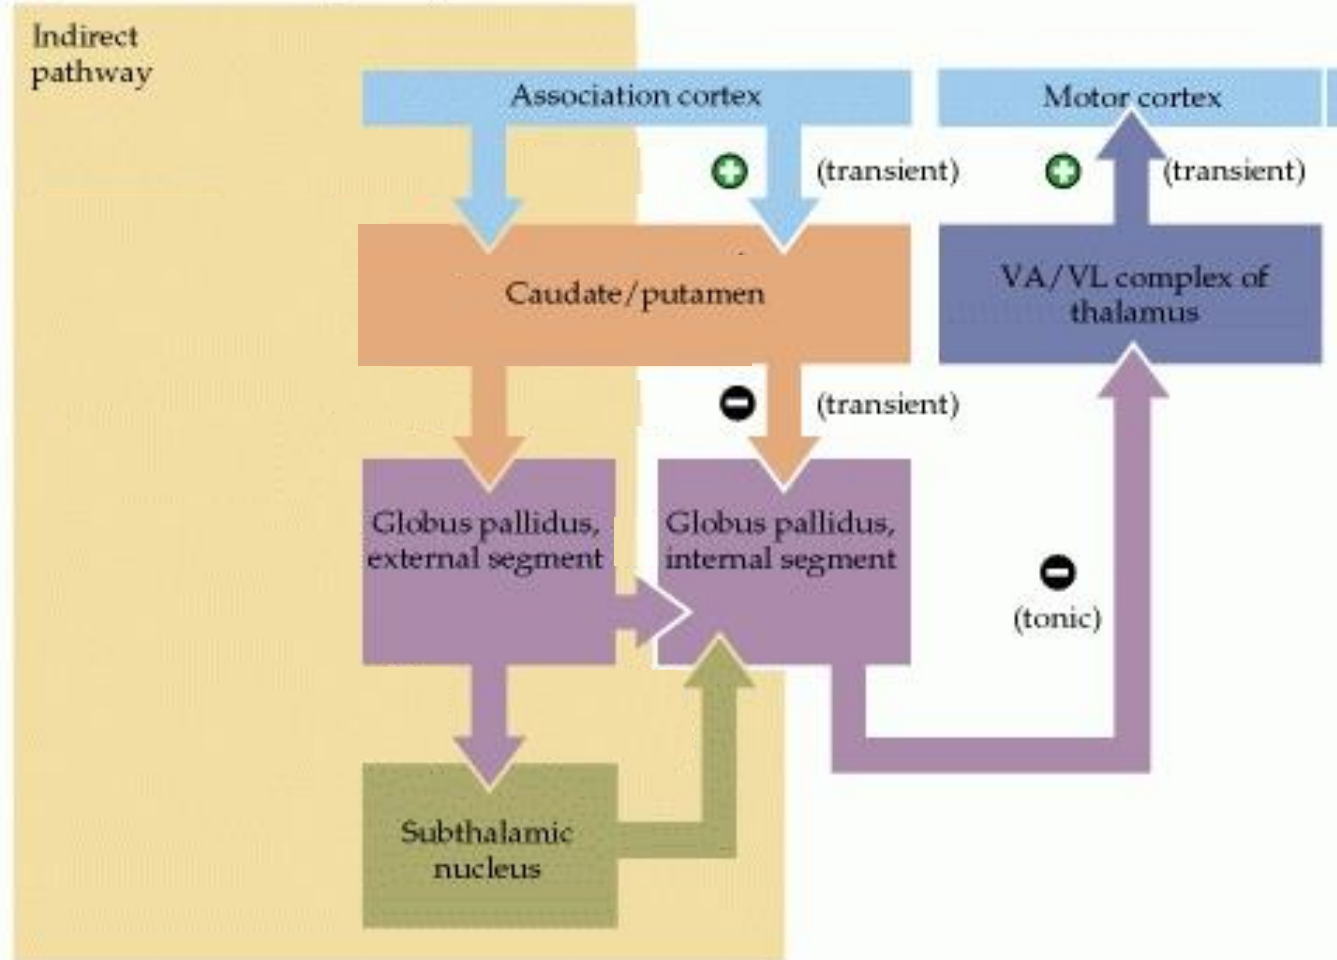 Indirect
pathway
Association cortex
Motor cortex
(transient)
(transient)
Caudate/putamen
VA/VL complex of
thalamus
(transient)
Globus pallidus,
external segment
Globus pallidus,
internal segment
(tonic)
Subthalamic
nucleus